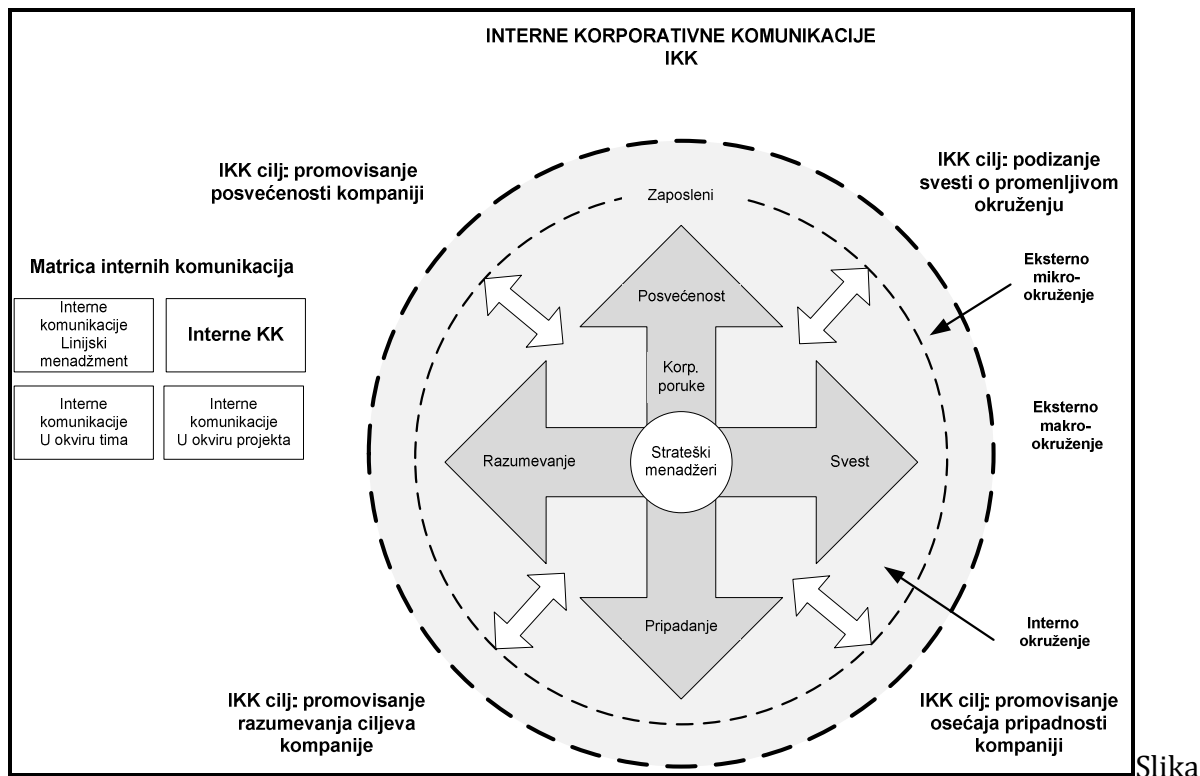 INTERNE KORPORATIVNE KOMUNIKACIJE
IKK
IKK cilj: promovisanje
posvećenosti kompaniji
IKK cilj: podizanje
svesti o promenljivom
okruženju
Zaposleni
Matrica internih komunikacija
Interne
komunikacije
Linijski
menadžment
Interne KK
Interne
komunikacije
U okviru tima
Interne
komunikacije
U okviru projekta
Posvećenost
Korp.
poruke
Razumevanje
Strateški
menadžeri
Svest
Pripadanje
Eksterno
mikro-
okruženje
Eksterno
makro-
okruženje
Interno
okruženje
IKK cilj: promovisanje
razumevanja ciljeva
kompanije
IKK cilj: promovisanje
osećaja pripadnosti
kompaniji
Slika